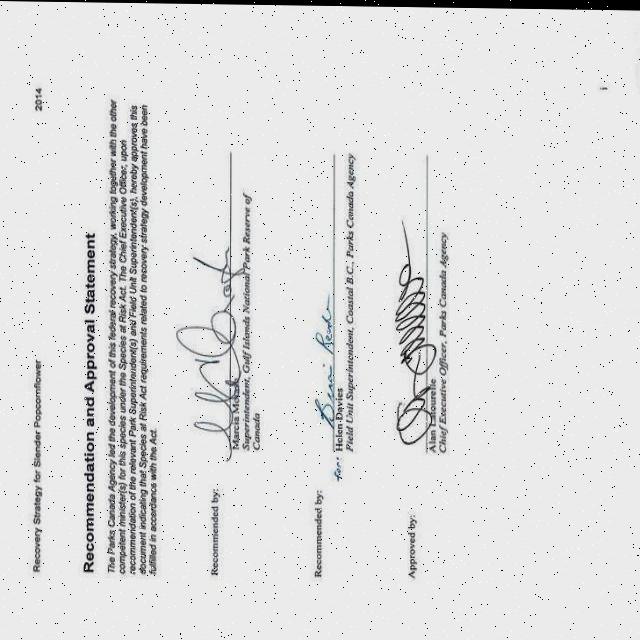 Recovery Strategy for Slender Popcornflower 2014
Recommendation and Approval Statement
The Parks Canada Agency led the development of this federal recovery strategy, working together with the other
competent minister(s) for this species under the Species at Risk Act. The Chief Executive Officer, upon
recommendation of the relevant Park Superintendent(s) and Field Unit Superintendent(s), hereby approves this
document indicating that Species at Risk Act requirements related to recovery strategy development have been
fulfilled in accordance with the Act.
Recommended by:
Marcia
Superintendent, Gulf Islands National Park Reserve of
Canada
Recommended by:
for: Helen Davies
Field Unit Superintendent, Coastal B.C., Parks Canada Agency
Approved by:
Alan Latourelle
Chief Executive Officer, Parks Canada Agency
i